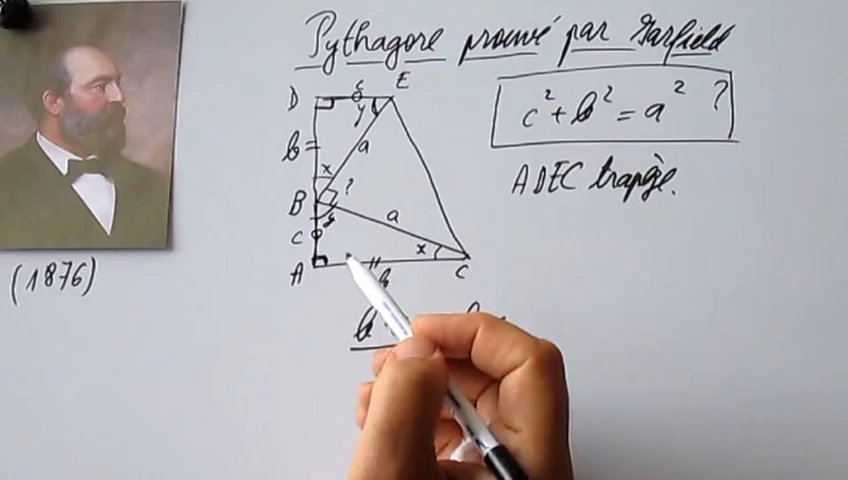 Pythagore prouvé par Garfield
D c E
y
c² + b² = a² ?
b a
x
ADEC trapèze.
B ?
y a
c
x
A b C
(1876)
b